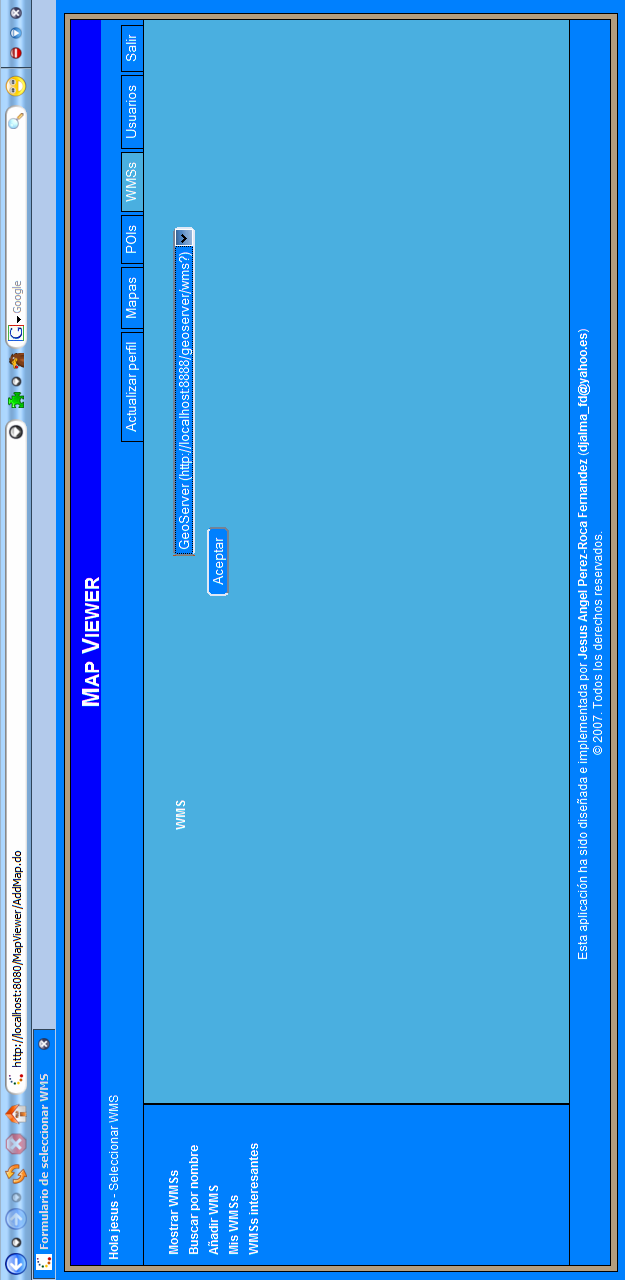 http://localhost:8080/MapViewer/AddMap.do
G Google
Formulario de seleccionar WMS
MAP VIEWER
Hola jesus - Seleccionar WMS
Actualizar perfil
Mapas
POIs
WMSs
Usuarios
Salir
Mostrar WMSs
Buscar por nombre
Añadir WMS
Mis WMSs
WMSs interesantes
WMS
GeoServer (http://localhost:8888/geoserver/wms?)
Aceptar
Esta aplicación ha sido diseñada e implementada por Jesus Angel Perez-Roca Fernandez (djalma_fd@yahoo.es)
© 2007. Todos los derechos reservados.